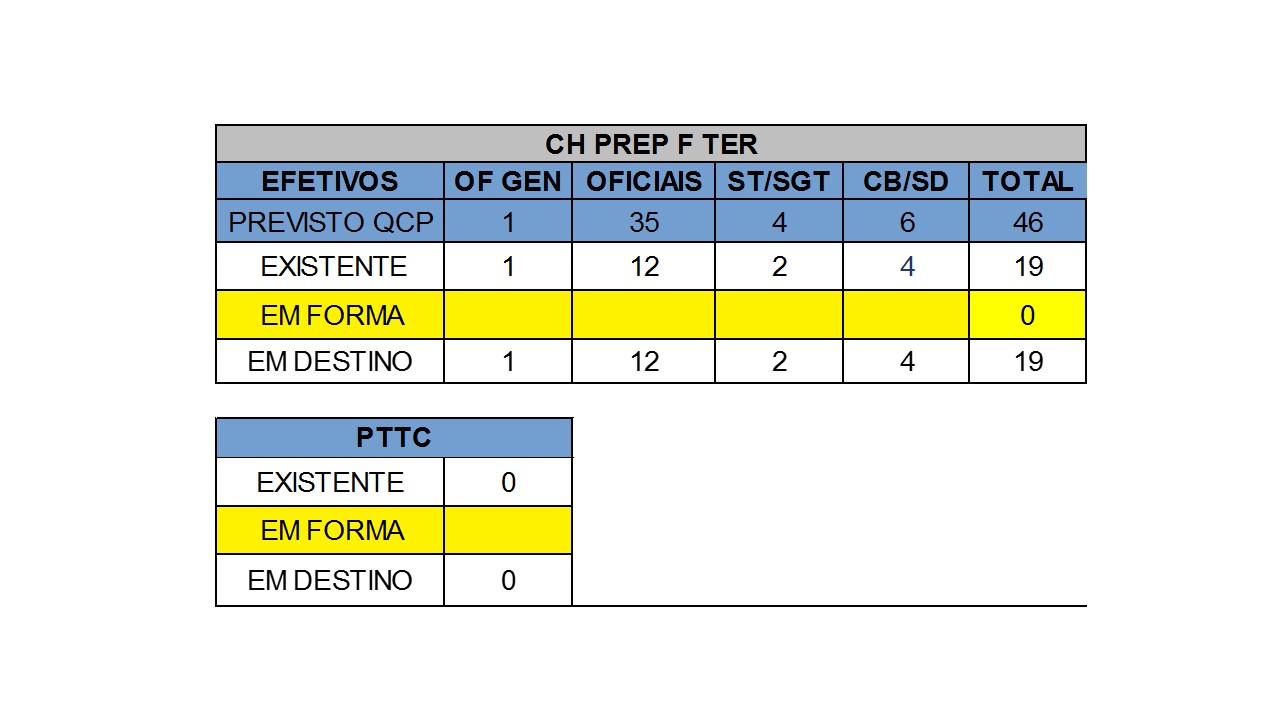 CH PREP F TER
EFETIVOS OF GEN OFICIAIS ST/SGT CB/SD TOTAL
PREVISTO QCP 1 35 4 6 46
EXISTENTE 1 12 2 4 19
EM FORMA 0
EM DESTINO 1 12 2 4 19
PTTC
EXISTENTE 0
EM FORMA
EM DESTINO 0